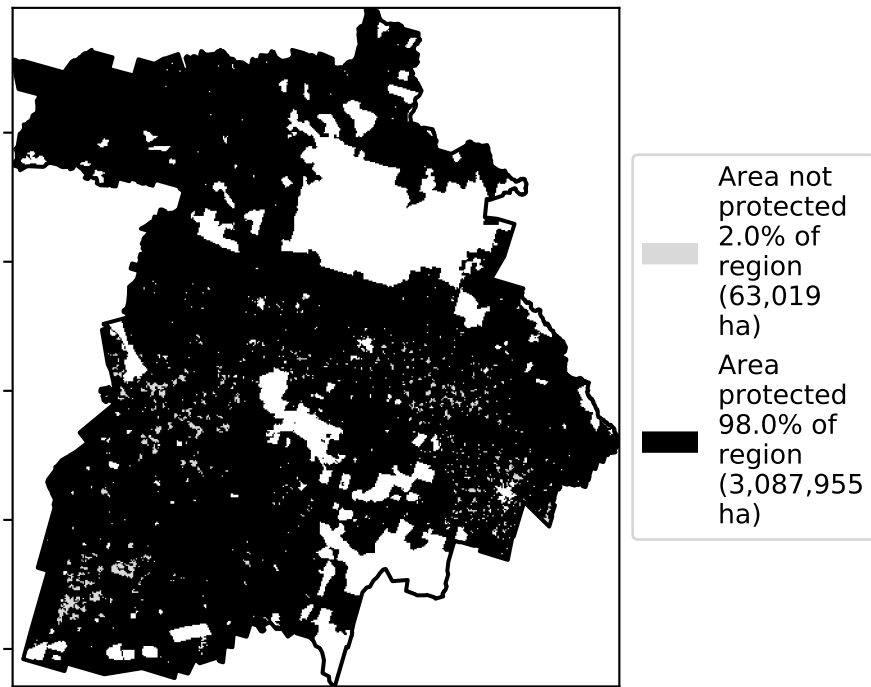 Area not
protected
2.0% of
region
(63,019
ha)
Area
protected
98.0% of
region
(3,087,955
ha)